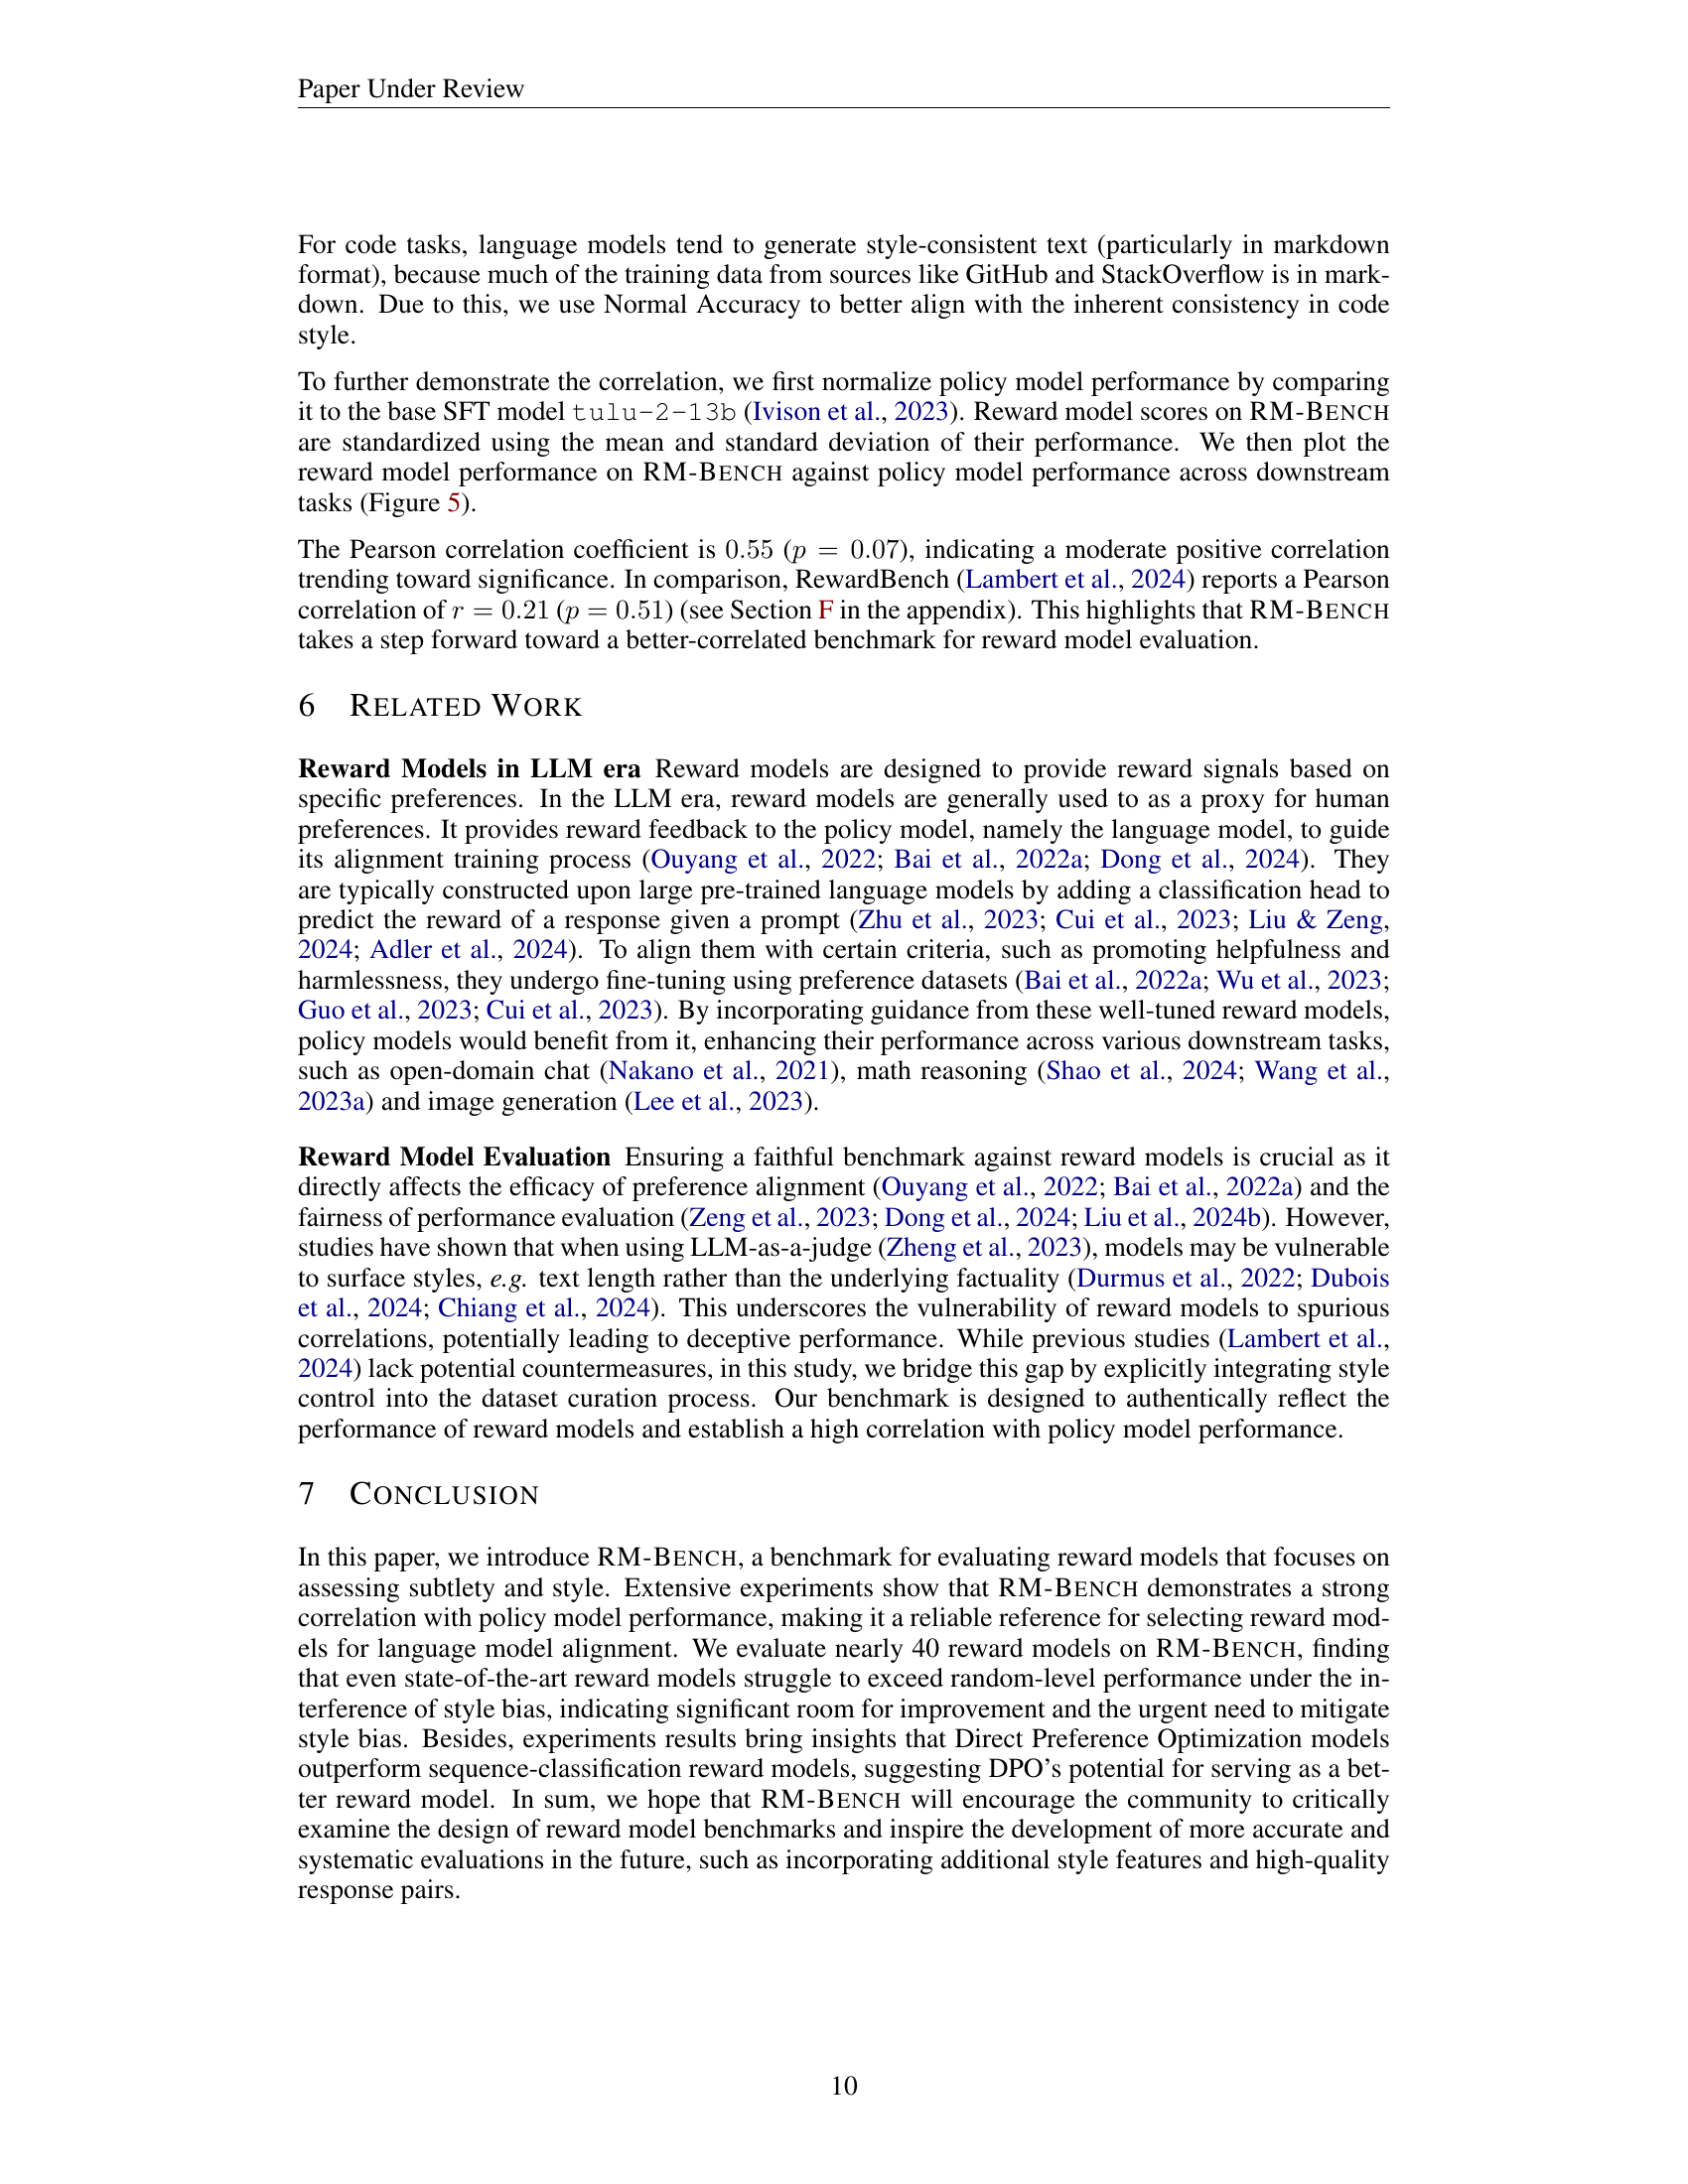 Paper Under Review
For code tasks, language models tend to generate style-consistent text (particularly in markdown
format), because much of the training data from sources like GitHub and StackOverflow is in mark-
down. Due to this, we use Normal Accuracy to better align with the inherent consistency in code
style.
To further demonstrate the correlation, we first normalize policy model performance by comparing
it to the base SFT model tulu-2-13b (Ivison et al., 2023). Reward model scores on RM-BENCH
are standardized using the mean and standard deviation of their performance. We then plot the
reward model performance on RM-BENCH against policy model performance across downstream
tasks (Figure 5).
The Pearson correlation coefficient is 0.55 (p = 0.07), indicating a moderate positive correlation
trending toward significance. In comparison, RewardBench (Lambert et al., 2024) reports a Pearson
correlation of r = 0.21 (p = 0.51) (see Section F in the appendix). This highlights that RM-BENCH
takes a step forward toward a better-correlated benchmark for reward model evaluation.
6 RELATED WORK
Reward Models in LLM era Reward models are designed to provide reward signals based on
specific preferences. In the LLM era, reward models are generally used to as a proxy for human
preferences. It provides reward feedback to the policy model, namely the language model, to guide
its alignment training process (Ouyang et al., 2022; Bai et al., 2022a; Dong et al., 2024). They
are typically constructed upon large pre-trained language models by adding a classification head to
predict the reward of a response given a prompt (Zhu et al., 2023; Cui et al., 2023; Liu & Zeng,
2024; Adler et al., 2024). To align them with certain criteria, such as promoting helpfulness and
harmlessness, they undergo fine-tuning using preference datasets (Bai et al., 2022a; Wu et al., 2023;
Guo et al., 2023; Cui et al., 2023). By incorporating guidance from these well-tuned reward models,
policy models would benefit from it, enhancing their performance across various downstream tasks,
such as open-domain chat (Nakano et al., 2021), math reasoning (Shao et al., 2024; Wang et al.,
2023a) and image generation (Lee et al., 2023).
Reward Model Evaluation Ensuring a faithful benchmark against reward models is crucial as it
directly affects the efficacy of preference alignment (Ouyang et al., 2022; Bai et al., 2022a) and the
fairness of performance evaluation (Zeng et al., 2023; Dong et al., 2024; Liu et al., 2024b). However,
studies have shown that when using LLM-as-a-judge (Zheng et al., 2023), models may be vulnerable
to surface styles, e.g. text length rather than the underlying factuality (Durmus et al., 2022; Dubois
et al., 2024; Chiang et al., 2024). This underscores the vulnerability of reward models to spurious
correlations, potentially leading to deceptive performance. While previous studies (Lambert et al.,
2024) lack potential countermeasures, in this study, we bridge this gap by explicitly integrating style
control into the dataset curation process. Our benchmark is designed to authentically reflect the
performance of reward models and establish a high correlation with policy model performance.
7 CONCLUSION
In this paper, we introduce RM-BENCH, a benchmark for evaluating reward models that focuses on
assessing subtlety and style. Extensive experiments show that RM-BENCH demonstrates a strong
correlation with policy model performance, making it a reliable reference for selecting reward mod-
els for language model alignment. We evaluate nearly 40 reward models on RM-BENCH, finding
that even state-of-the-art reward models struggle to exceed random-level performance under the in-
terference of style bias, indicating significant room for improvement and the urgent need to mitigate
style bias. Besides, experiments results bring insights that Direct Preference Optimization models
outperform sequence-classification reward models, suggesting DPO's potential for serving as a bet-
ter reward model. In sum, we hope that RM-BENCH will encourage the community to critically
examine the design of reward model benchmarks and inspire the development of more accurate and
systematic evaluations in the future, such as incorporating additional style features and high-quality
response pairs.
10